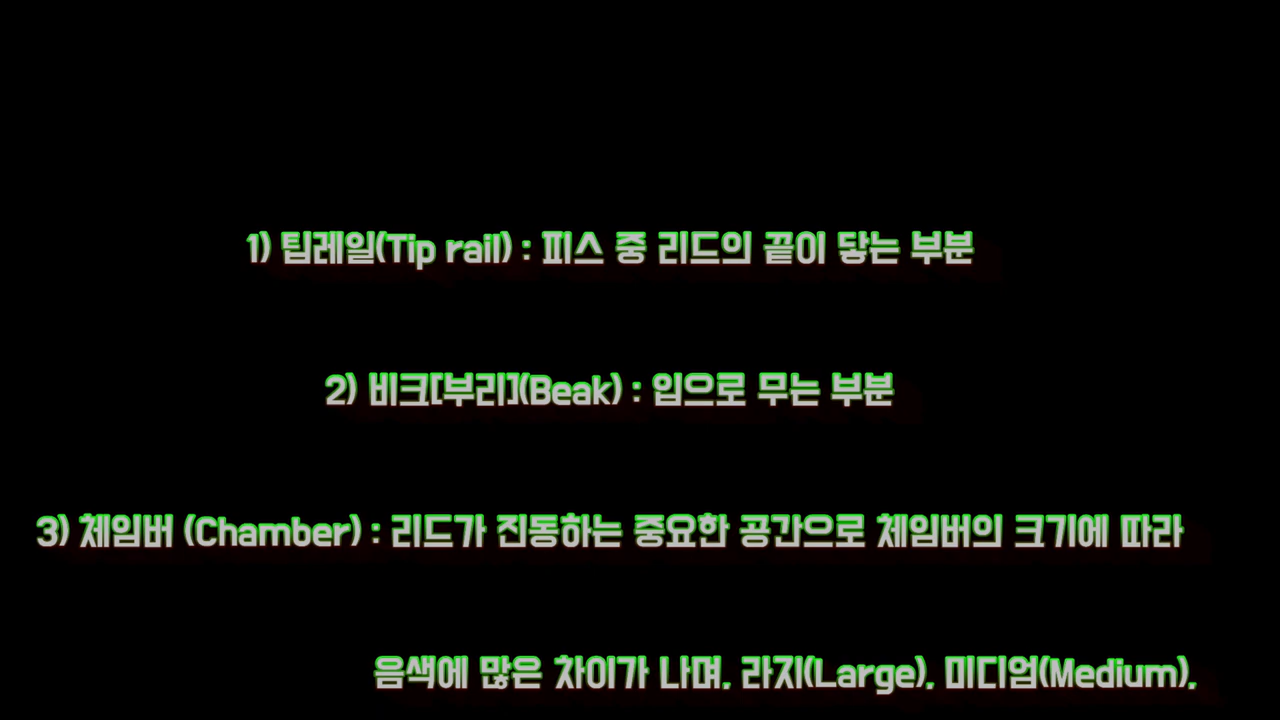 1) 팁레일(Tip rail) : 피스 중 리드의 끝이 닿는 부분
2) 비크[부리](Beak) : 입으로 무는 부분
3) 체임버 (Chamber) : 리드가 진동하는 중요한 공간으로 체임버의 크기에 따라
음색에 많은 차이가 나며, 라지(Large), 미디엄(Medium),